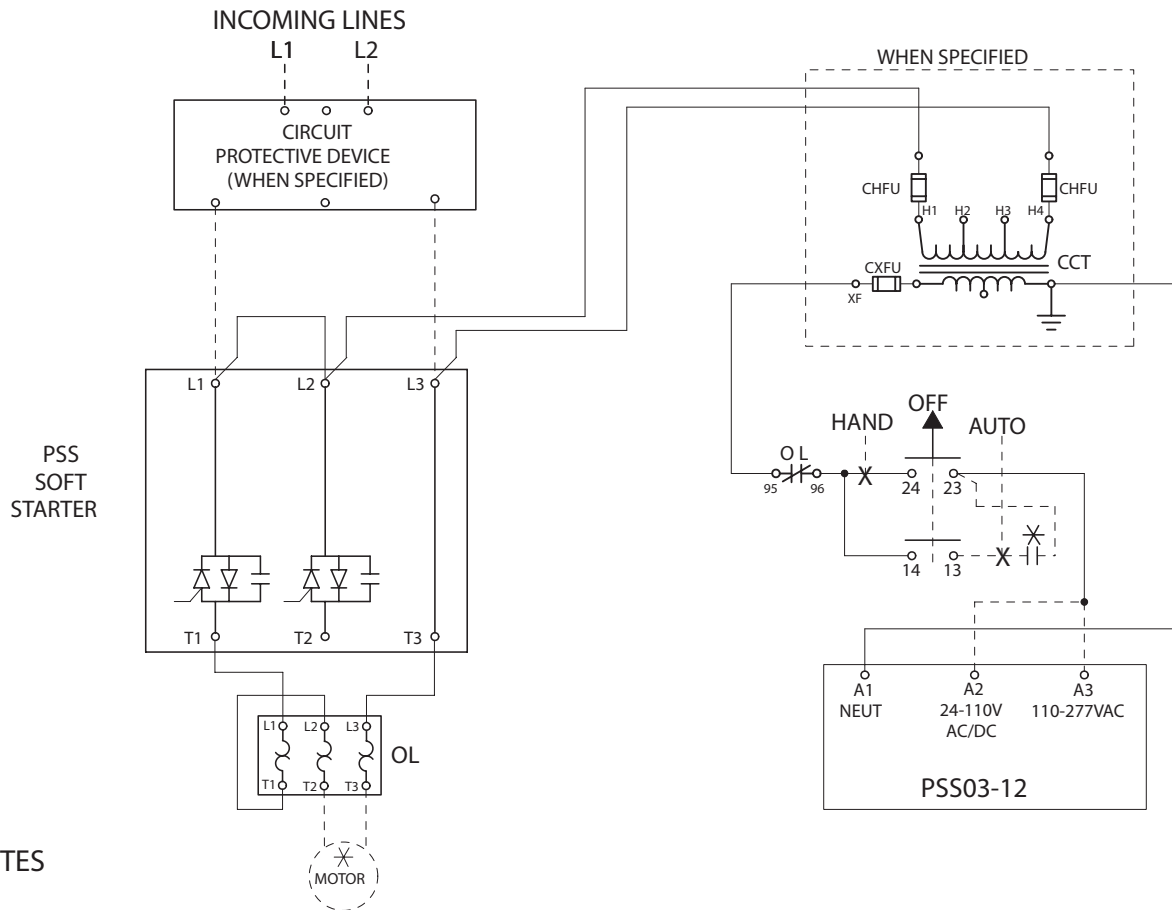 INCOMING LINES
L1 L2
CIRCUIT
PROTECTIVE DEVICE
(WHEN SPECIFIED)
WHEN SPECIFIED
CHFU CHFU
H1 H2 H3 H4
CXFU CCT
XF
L1 L2 L3
PSS
SOFT
STARTER
T1 T2 T3
L1 L2 L3
OL
T1 T2 T3
MOTOR
TES
OFF
HAND AUTO
O L
95 96 24 23
14 13
A1 A2 A3
NEUT 24-110V 110-277VAC
AC/DC
PSS03-12